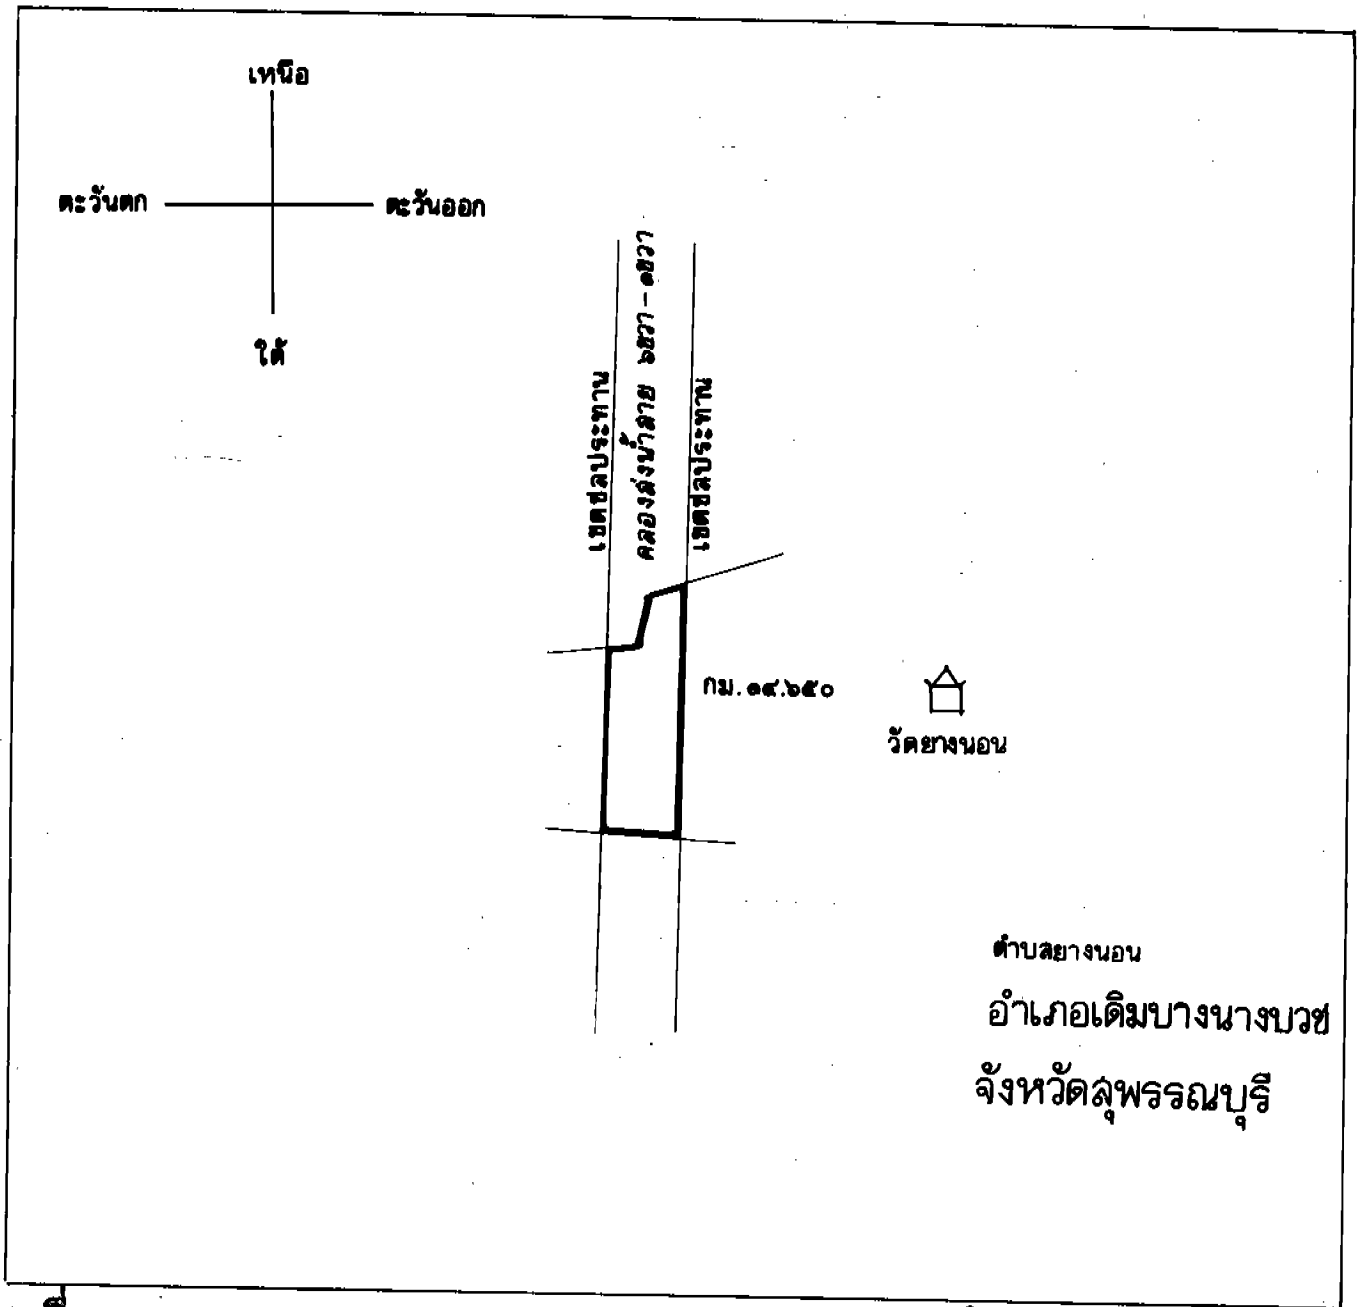 เหนือ
ตะวันตก
ตะวันออก
ใต้
เขตชลประทาน
คลองส่งน้ำสาย ๖ขวา-๑ขวา
เขตชลประทาน
กม.๑๔.๖๕๐
วัดยางนอน
ตำบลยางนอน
อำเภอเดิมบางนางบวช
จังหวัดสุพรรณบุรี